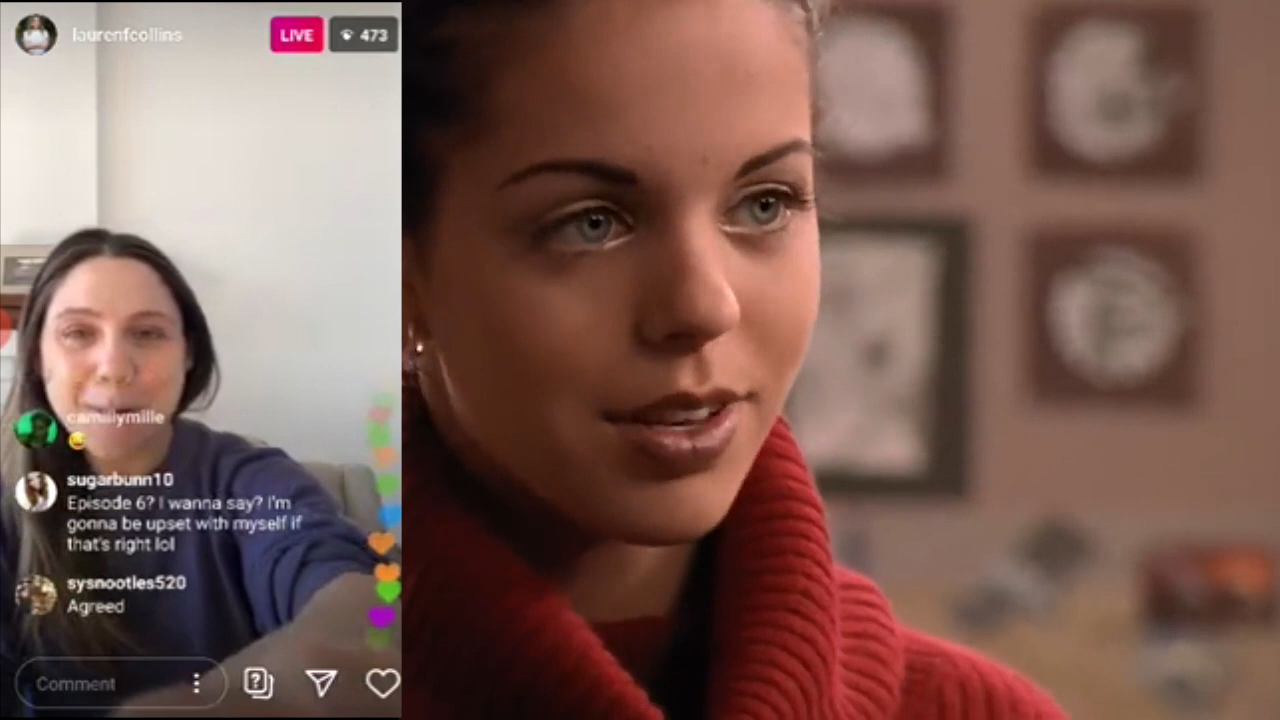 laurenfcollins
LIVE
473
camillymille
sugarbunn10
Episode 6? I wanna say? I'm
gonna be upset with myself if
that's right lol
sysnootles520
Agreed
Comment